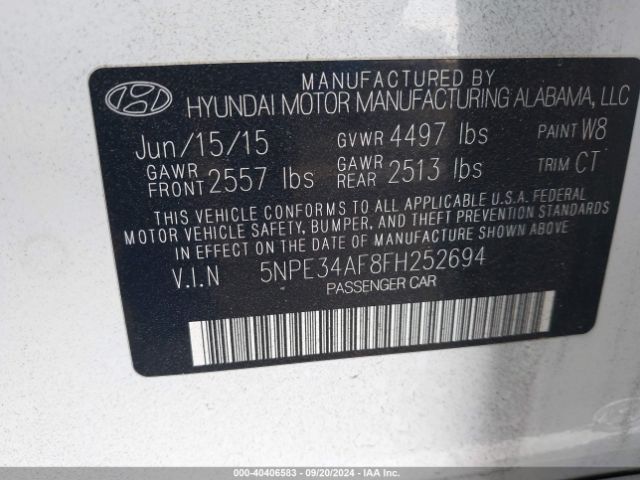 MANUFACTURED BY
HYUNDAI MOTOR MANUFACTURING ALABAMA, LLC
Jun/15/15 GVWR 4497 lbs PAINT W8
GAWR FRONT 2557 lbs GAWR REAR 2513 lbs TRIM CT
THIS VEHICLE CONFORMS TO ALL APPLICABLE U.S.A. FEDERAL
MOTOR VEHICLE SAFETY, BUMPER, AND THEFT PREVENTION STANDARDS
IN EFFECT ON THE DATE OF MANUFACTURE SHOWN ABOVE.
V.I.N 5NPE34AF8FH252694
PASSENGER CAR
000-40406583 / 09/20/2024 - IAAI.COM